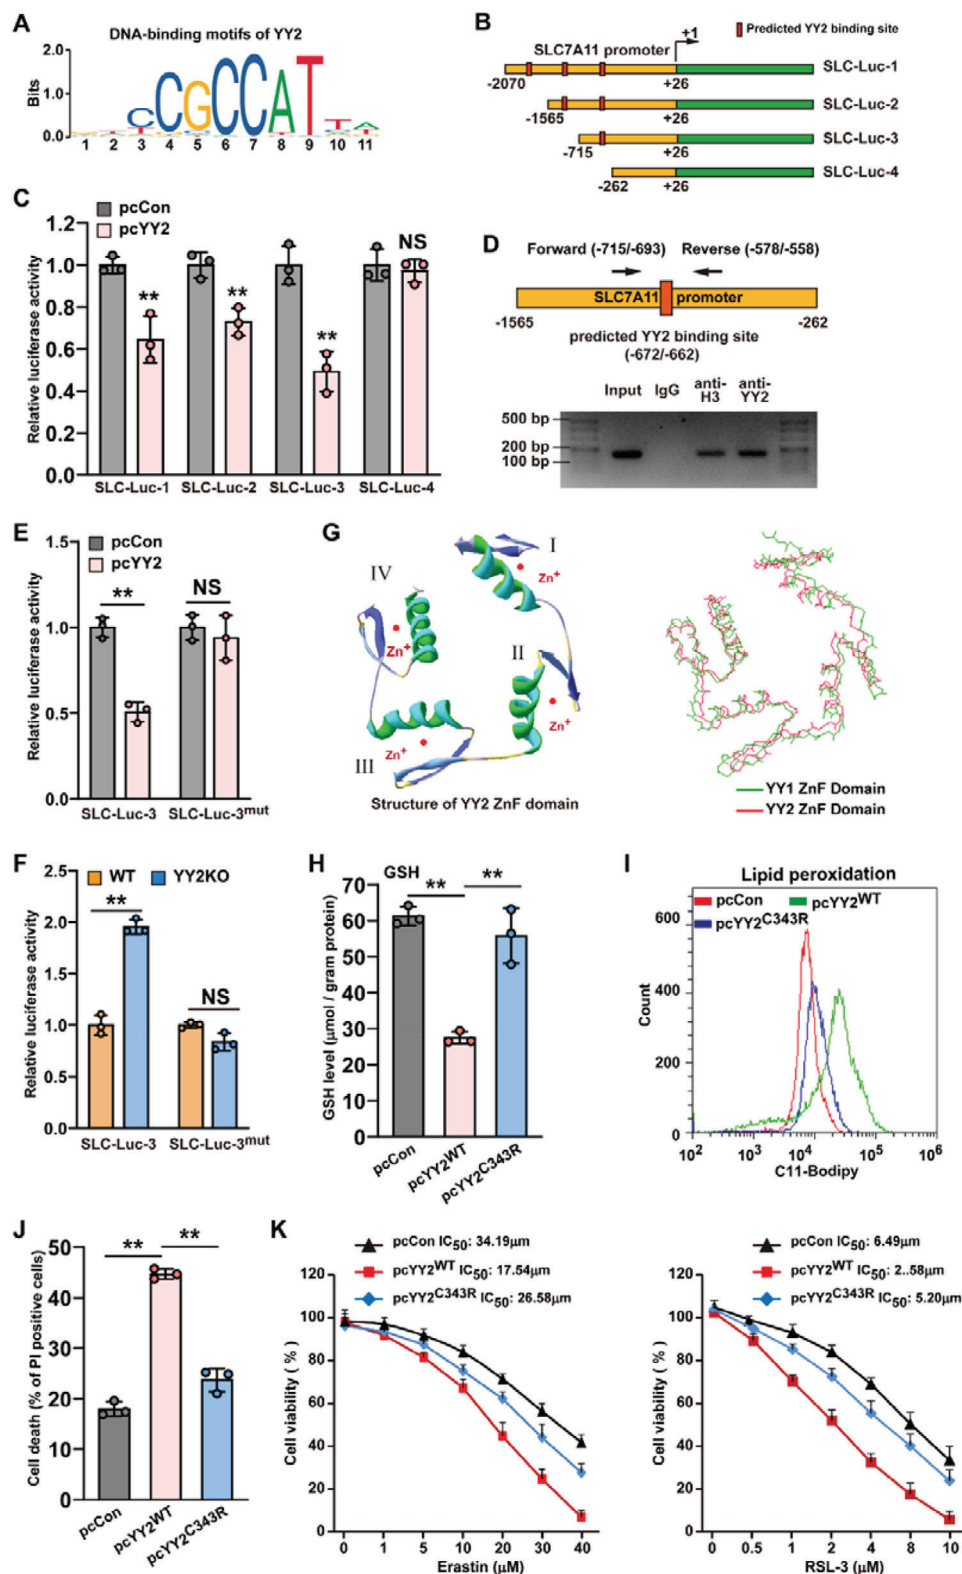 A
DNA-binding motifs of YY2
Bits
2.0
1.0
0.0
CCGCCATTA
1 2 3 4 5 6 7 8 9 10 11
B
+1
Predicted YY2 binding site
SLC7A11 promoter
SLC-Luc-1
-2070 +26
SLC-Luc-2
-1565 +26
SLC-Luc-3
-715 +26
SLC-Luc-4
-262 +26
C
pcCon
pcYY2
Relative luciferase activity
1.2
1.0
0.8
0.6
0.4
0.2
0.0
** ** ** NS
SLC-Luc-1 SLC-Luc-2 SLC-Luc-3 SLC-Luc-4
D
Forward (-715/-693) Reverse (-578/-558)
SLC7A11 promoter
-1565 -262
predicted YY2 binding site
(-672/-662)
Input IgG anti-H3 anti-YY2
500 bp
200 bp
100 bp
E
pcCon
pcYY2
Relative luciferase activity
1.5
1.0
0.5
0.0
** NS
SLC-Luc-3 SLC-Luc-3mut
G
I
Zn+
IV
Zn+
II
Zn+
III
Zn+
Structure of YY2 ZnF domain
YY1 ZnF Domain
YY2 ZnF Domain
F
WT YY2KO
Relative luciferase activity
2.5
2.0
1.5
1.0
0.5
0.0
** NS
SLC-Luc-3 SLC-Luc-3mut
H
GSH
** **
GSH level (μmol / gram protein)
70
60
50
40
30
20
10
0
pcCon pcYY2WT pcYY2C343R
I
Lipid peroxidation
pcCon pcYY2WT
pcYY2C343R
Count
600
400
200
0
10² 10³ 10⁴ 10⁵ 10⁶
C11-Bodipy
J
** **
Cell death (% of PI positive cells)
50
40
30
20
10
0
pcCon pcYY2WT pcYY2C343R
K
pcCon IC50: 34.19μm
pcYY2WT IC50: 17.54μm
pcYY2C343R IC50: 26.58μm
Cell viability ( % )
120
100
80
60
40
20
0
0 1 5 10 20 30 40
Erastin (μM)
pcCon IC50: 6.49μm
pcYY2WT IC50: 2..58μm
pcYY2C343R IC50: 5.20μm
Cell viability ( % )
120
100
80
60
40
20
0
0 0.5 1 2 4 8 10
RSL-3 (μM)